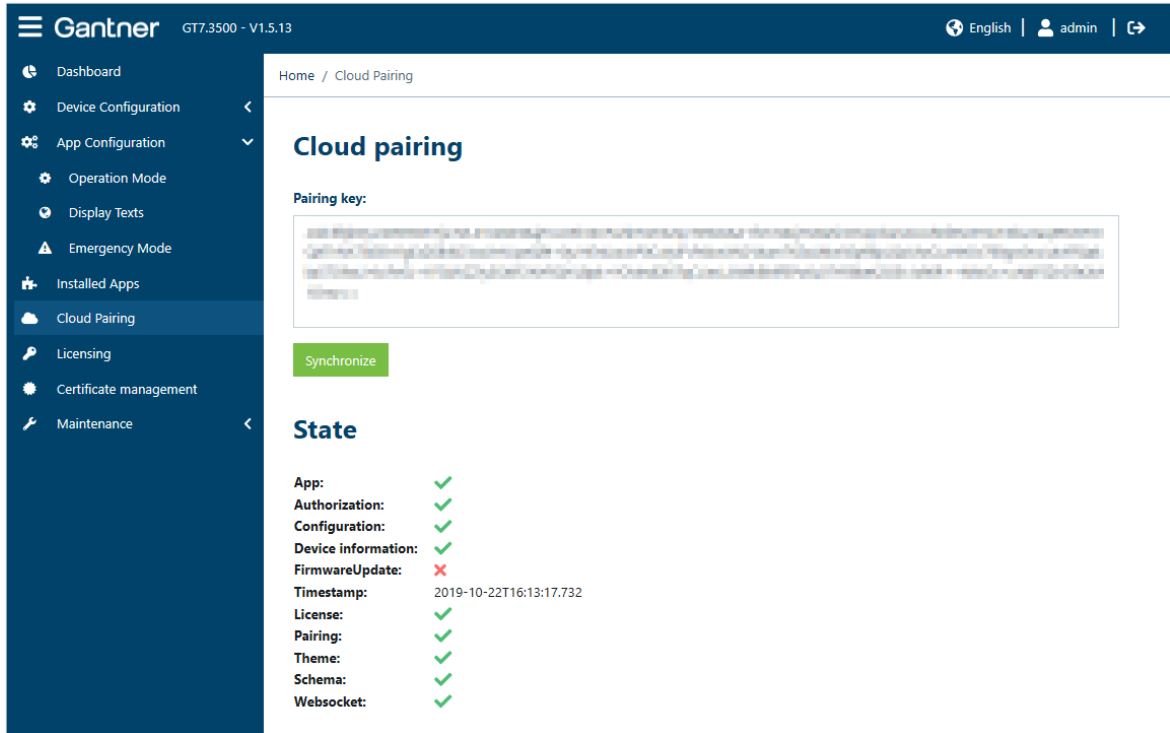 Gantner GT7.3500 - V1.5.13 English | admin |
Dashboard
Device Configuration
App Configuration
Operation Mode
Display Texts
Emergency Mode
Installed Apps
Cloud Pairing
Licensing
Certificate management
Maintenance
Home / Cloud Pairing
Cloud pairing
Pairing key:
Synchronize
State
App:
Authorization:
Configuration:
Device information:
FirmwareUpdate:
Timestamp: 2019-10-22T16:13:17.732
License:
Pairing:
Theme:
Schema:
Websocket: